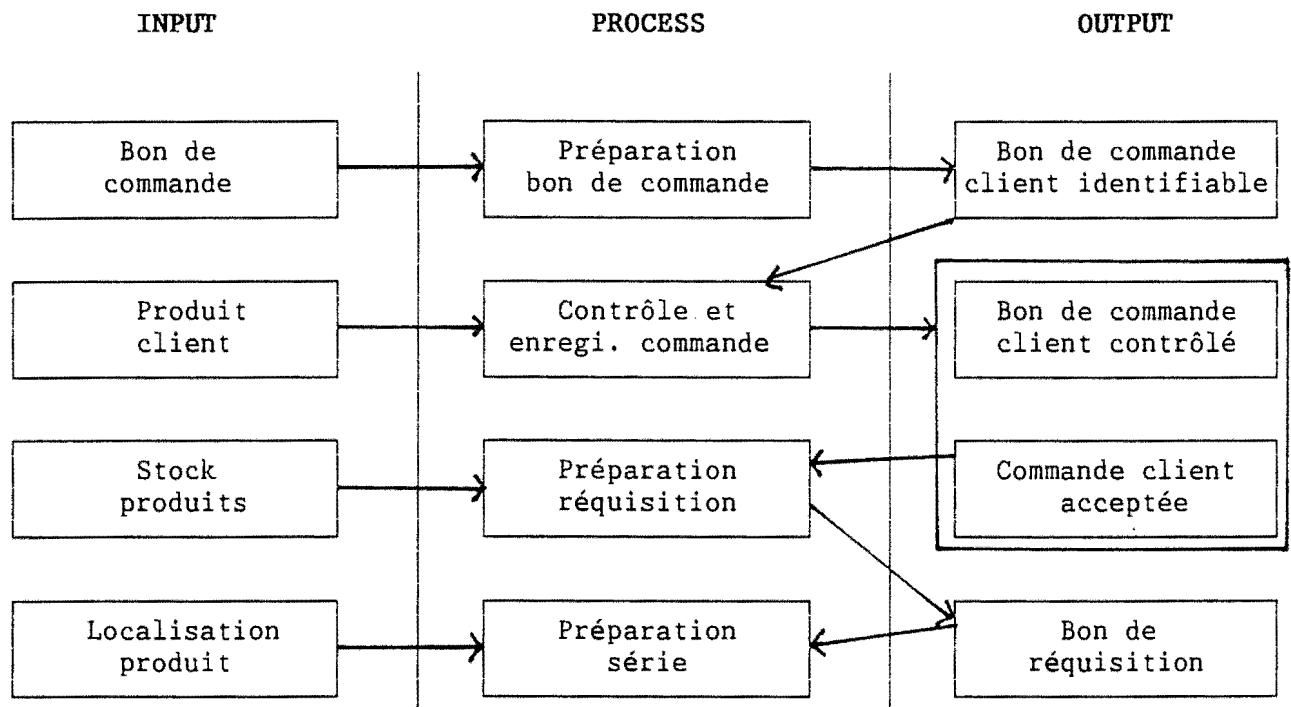 INPUT
PROCESS
OUTPUT
Bon de
commande
Préparation
bon de commande
Bon de commande
client identifiable
Produit
client
Contrôle et
enregi. commande
Bon de commande
client contrôlé
Stock
produits
Préparation
réquisition
Commande client
acceptée
Localisation
produit
Préparation
série
Bon de
réquisition